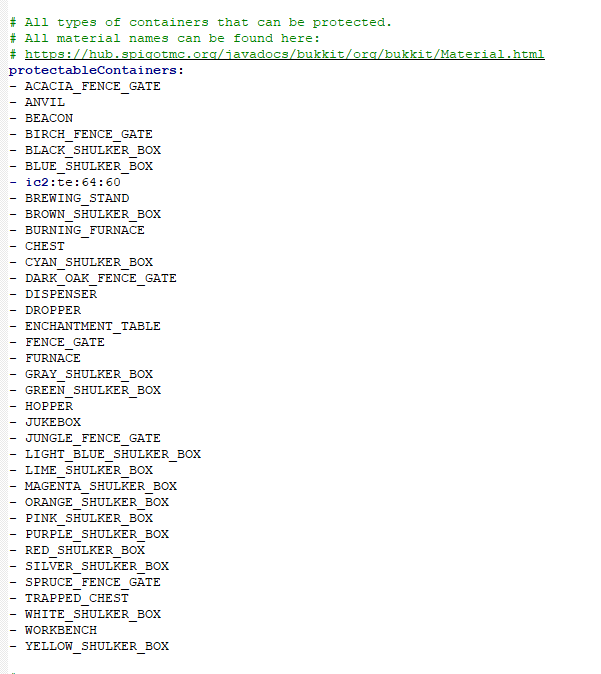 # All types of containers that can be protected.
# All material names can be found here:
# https://hub.spigotmc.org/javadocs/bukkit/org/bukkit/Material.html
protectableContainers:
- ACACIA_FENCE_GATE
- ANVIL
- BEACON
- BIRCH_FENCE_GATE
- BLACK_SHULKER_BOX
- BLUE_SHULKER_BOX
- ic2:te:64:60
- BREWING_STAND
- BROWN_SHULKER_BOX
- BURNING_FURNACE
- CHEST
- CYAN_SHULKER_BOX
- DARK_OAK_FENCE_GATE
- DISPENSER
- DROPPER
- ENCHANTMENT_TABLE
- FENCE_GATE
- FURNACE
- GRAY_SHULKER_BOX
- GREEN_SHULKER_BOX
- HOPPER
- JUKEBOX
- JUNGLE_FENCE_GATE
- LIGHT_BLUE_SHULKER_BOX
- LIME_SHULKER_BOX
- MAGENTA_SHULKER_BOX
- ORANGE_SHULKER_BOX
- PINK_SHULKER_BOX
- PURPLE_SHULKER_BOX
- RED_SHULKER_BOX
- SILVER_SHULKER_BOX
- SPRUCE_FENCE_GATE
- TRAPPED_CHEST
- WHITE_SHULKER_BOX
- WORKBENCH
- YELLOW_SHULKER_BOX